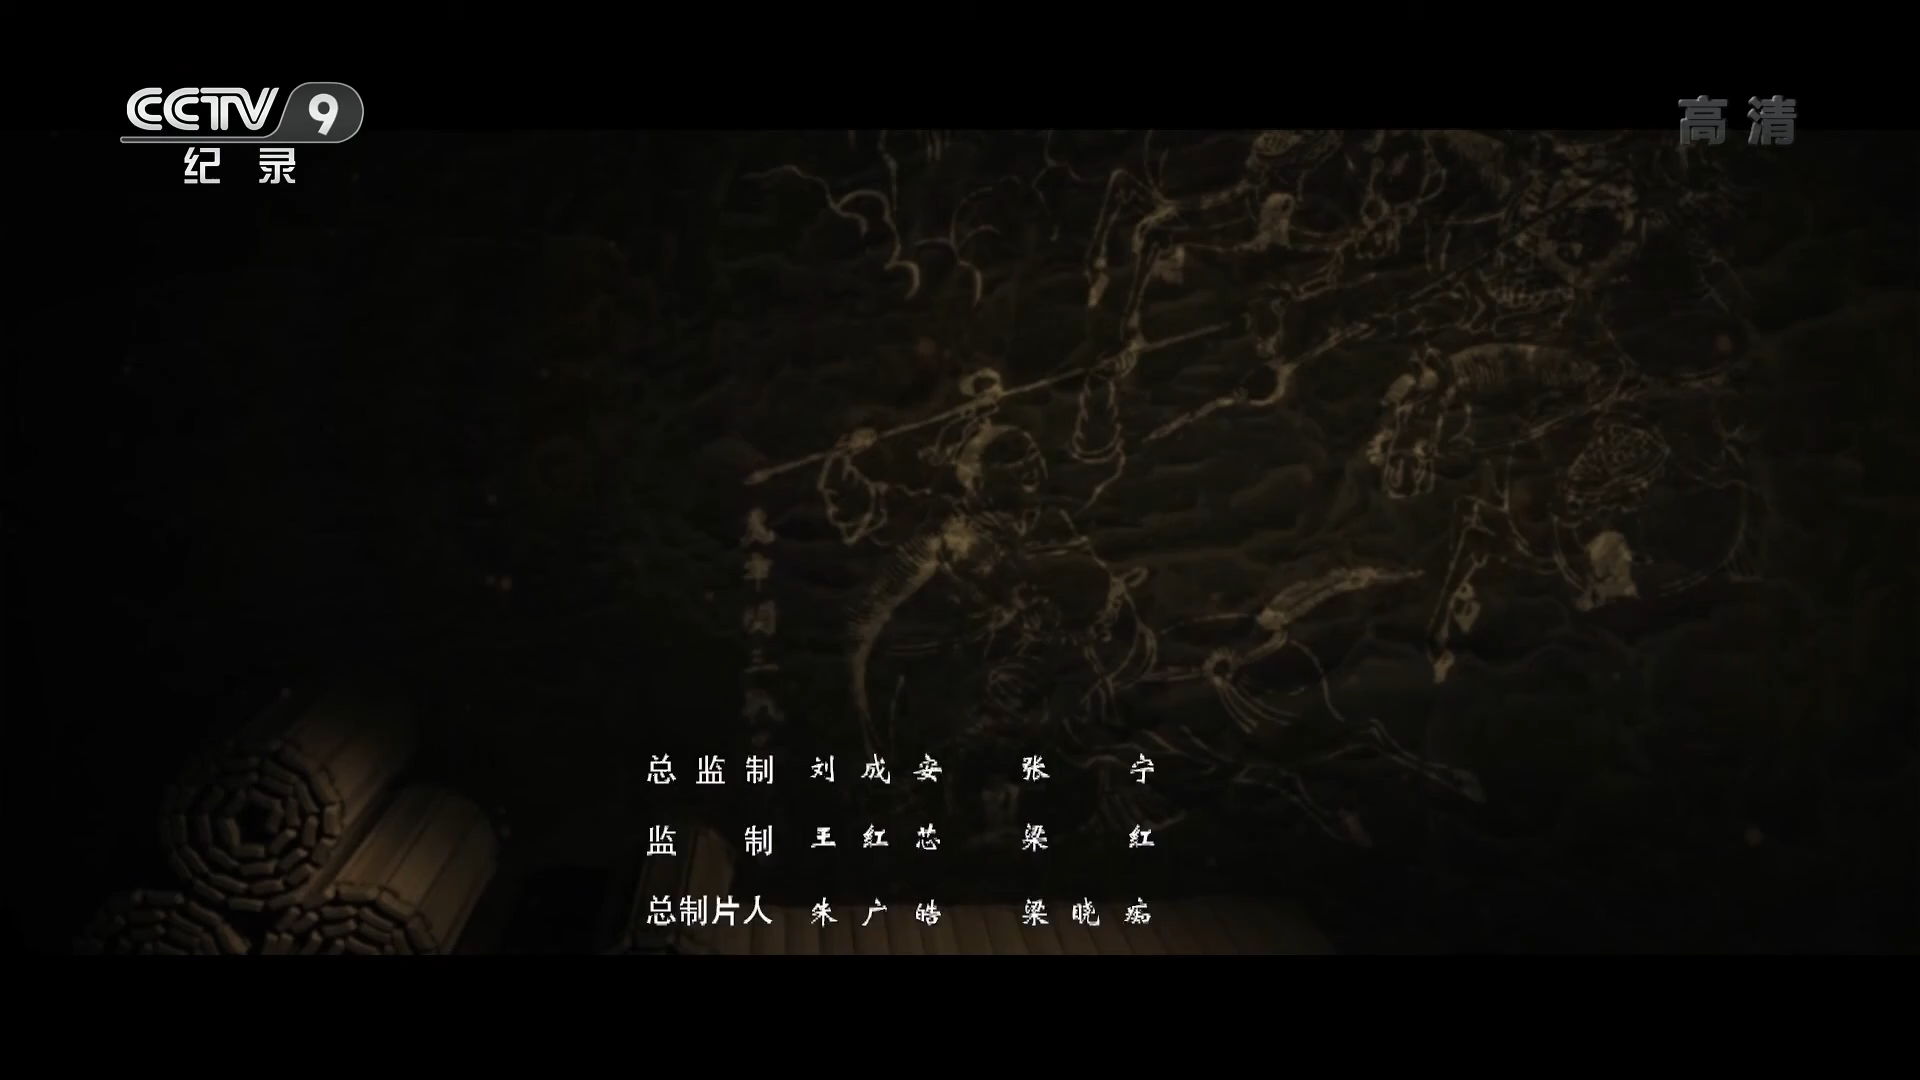 CCTV 9
纪录
高清
总监制 刘成安 张宁
监制 王红芯 梁红
总制片人 朱广皓 梁晓痴